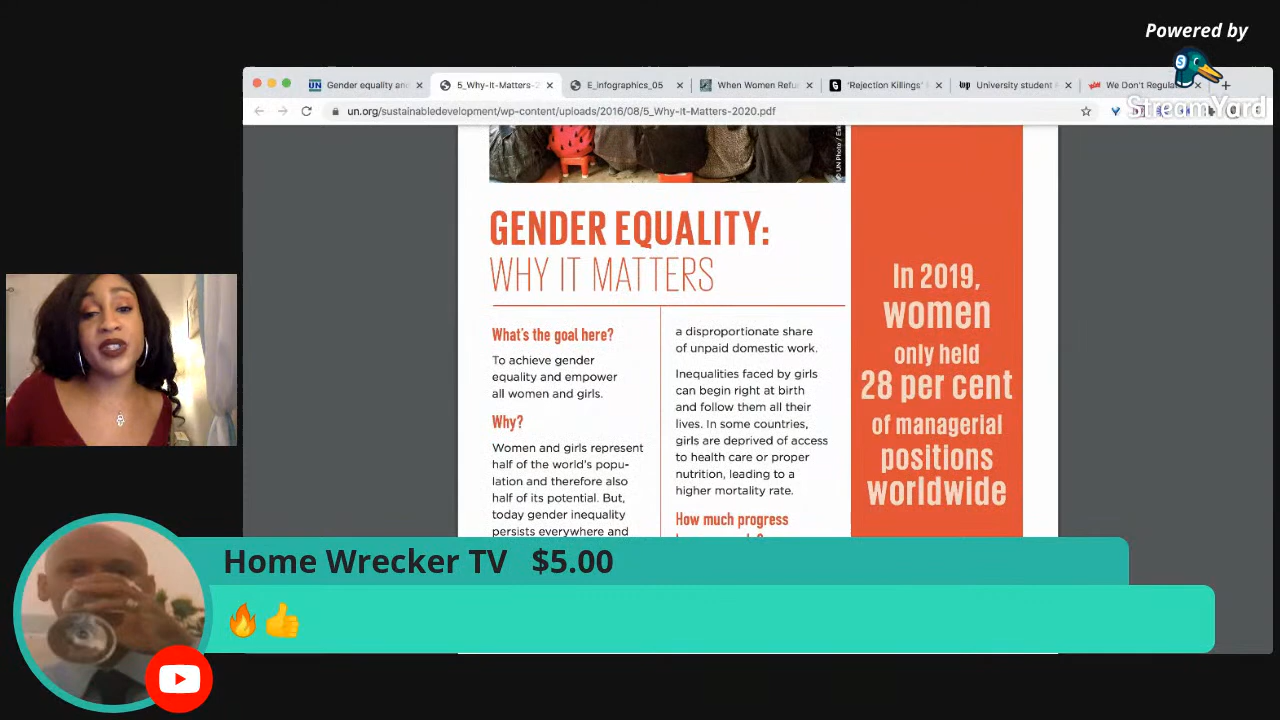 Powered by
StreamYard
Gender equality an
5_Why-It-Matters-2
E_Infographics_05
When Women Refu
'Rejection Killings'
University student
We Don't Regula
un.org/sustainabledevelopment/wp-content/uploads/2016/08/5_Why-It-Matters-2020.pdf
GENDER EQUALITY:
WHY IT MATTERS
What's the goal here?
To achieve gender
equality and empower
all women and girls.
Why?
Women and girls represent
half of the world's popu-
lation and therefore also
half of its potential. But,
today gender inequality
persists everywhere and
a disproportionate share
of unpaid domestic work.
Inequalities faced by girls
can begin right at birth
and follow them all their
lives. In some countries,
girls are deprived of access
to health care or proper
nutrition, leading to a
higher mortality rate.
How much progress
In 2019,
women
only held
28 per cent
of managerial
positions
worldwide
Home Wrecker TV $5.00
🔥👍